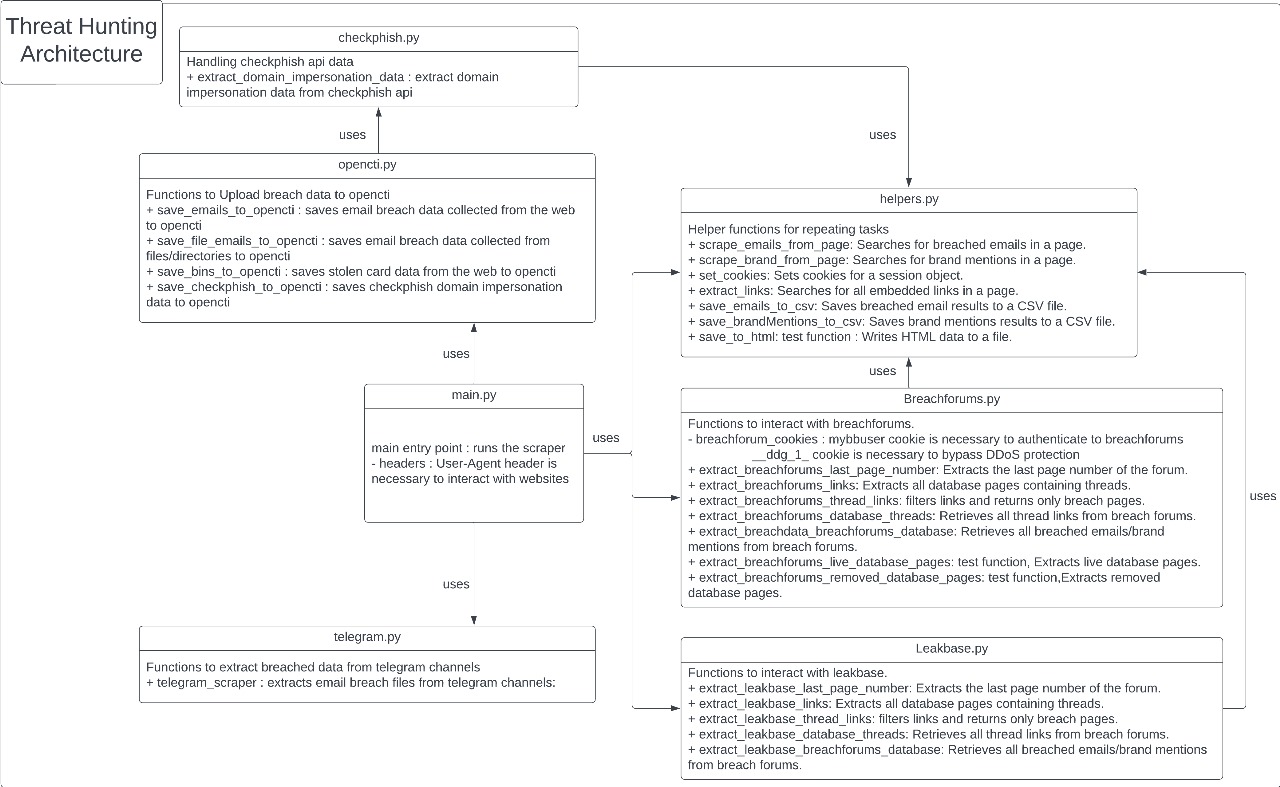 Threat Hunting
Architecture
checkphish.py
Handling checkphish api data
+ extract_domain_impersonation_data : extract domain
impersonation data from checkphish api
uses
uses
opencti.py
Functions to Upload breach data to opencti
+ save_emails_to_opencti : saves email breach data collected from the web
to opencti
+ save_file_emails_to_opencti : saves email breach data collected from
files/directories to opencti
+ save_bins_to_opencti : saves stolen card data from the web to opencti
+ save_checkphish_to_opencti : saves checkphish domain impersonation
data to opencti
helpers.py
Helper functions for repeating tasks
+ scrape_emails_from_page: Searches for breached emails in a page.
+ scrape_brand_from_page: Searches for brand mentions in a page.
+ set_cookies: Sets cookies for a session object.
+ extract_links: Searches for all embedded links in a page.
+ save_emails_to_csv: Saves breached email results to a CSV file.
+ save_brandMentions_to_csv: Saves brand mentions results to a CSV file.
+ save_to_html: test function : Writes HTML data to a file.
uses
uses
main.py
main entry point : runs the scraper
- headers : User-Agent header is
necessary to interact with websites
uses
Breachforums.py
Functions to interact with breachforums.
- breachforum_cookies : mybbuser cookie is necessary to authenticate to breachforums
__ddg_1_ cookie is necessary to bypass DDoS protection
+ extract_breachforums_last_page_number: Extracts the last page number of the forum.
+ extract_breachforums_links: Extracts all database pages containing threads.
+ extract_breachforums_thread_links: filters links and returns only breach pages.
+ extract_breachforums_database_threads: Retrieves all thread links from breach forums.
+ extract_breachdata_breachforums_database: Retrieves all breached emails/brand
mentions from breach forums.
+ extract_breachforums_live_database_pages: test function, Extracts live database pages.
+ extract_breachforums_removed_database_pages: test function,Extracts removed
database pages.
uses
uses
telegram.py
Functions to extract breached data from telegram channels
+ telegram_scraper : extracts email breach files from telegram channels:
Leakbase.py
Functions to interact with leakbase.
+ extract_leakbase_last_page_number: Extracts the last page number of the forum.
+ extract_leakbase_links: Extracts all database pages containing threads.
+ extract_leakbase_thread_links: filters links and returns only breach pages.
+ extract_leakbase_database_threads: Retrieves all thread links from breach forums.
+ extract_leakbase_breachforums_database: Retrieves all breached emails/brand mentions
from breach forums.